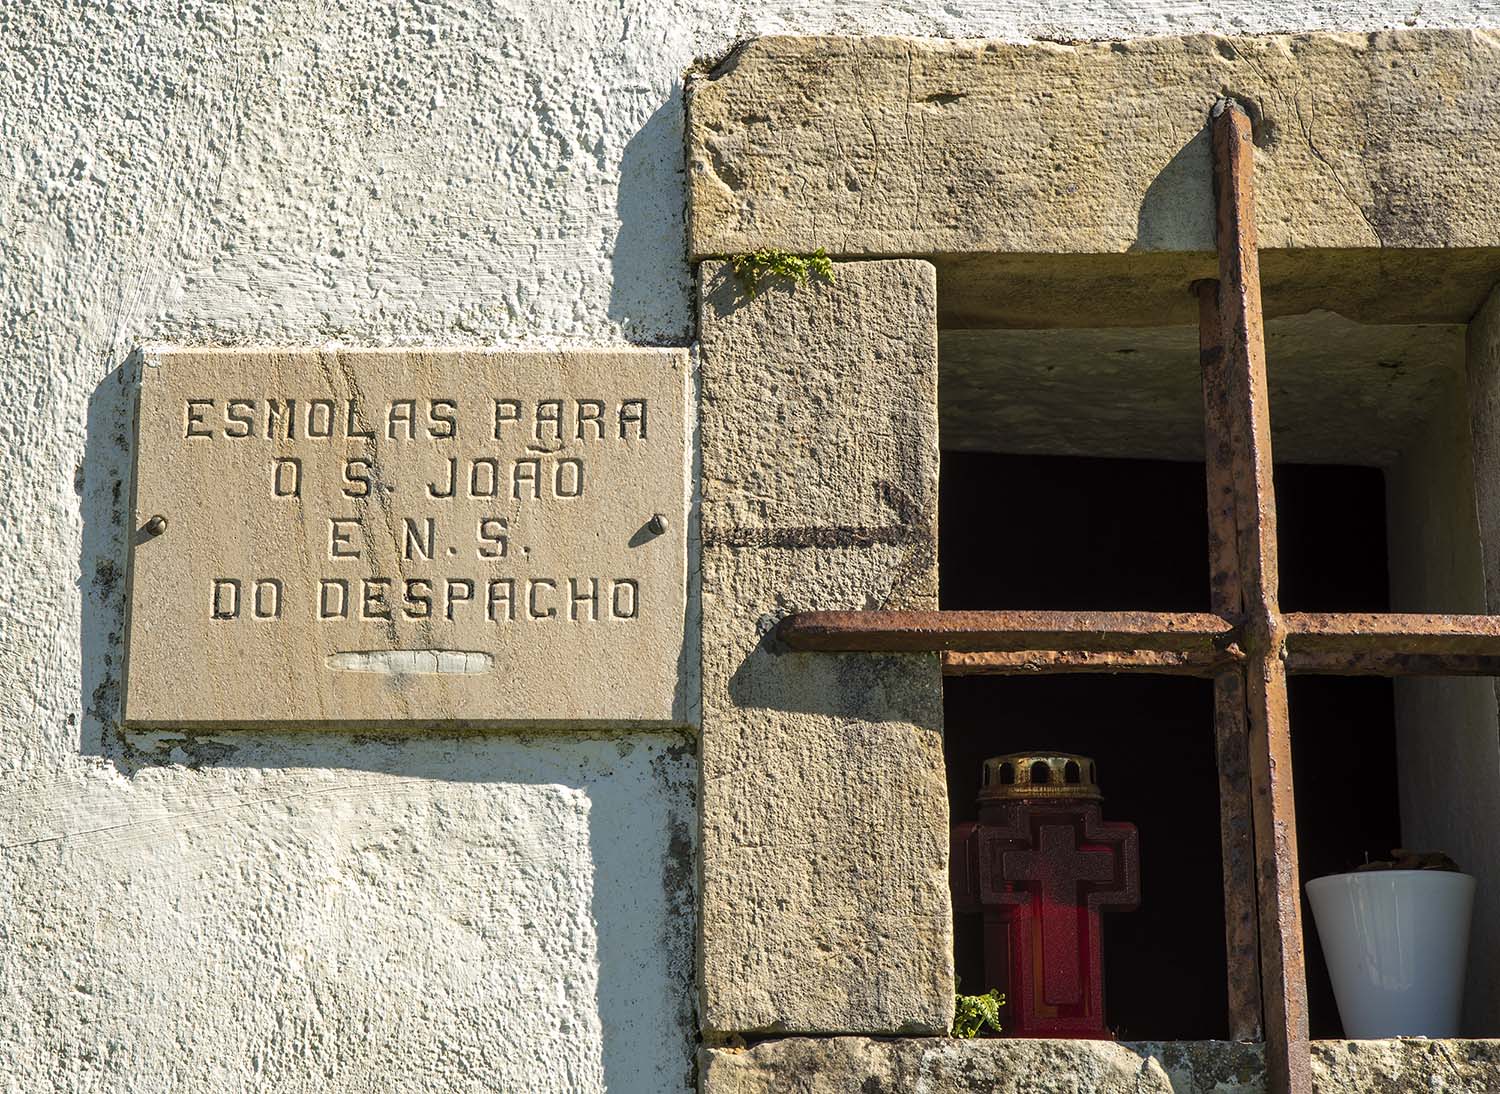 ESMOLAS PARA
O S. JOÃO
E N. S.
DO DESPACHO